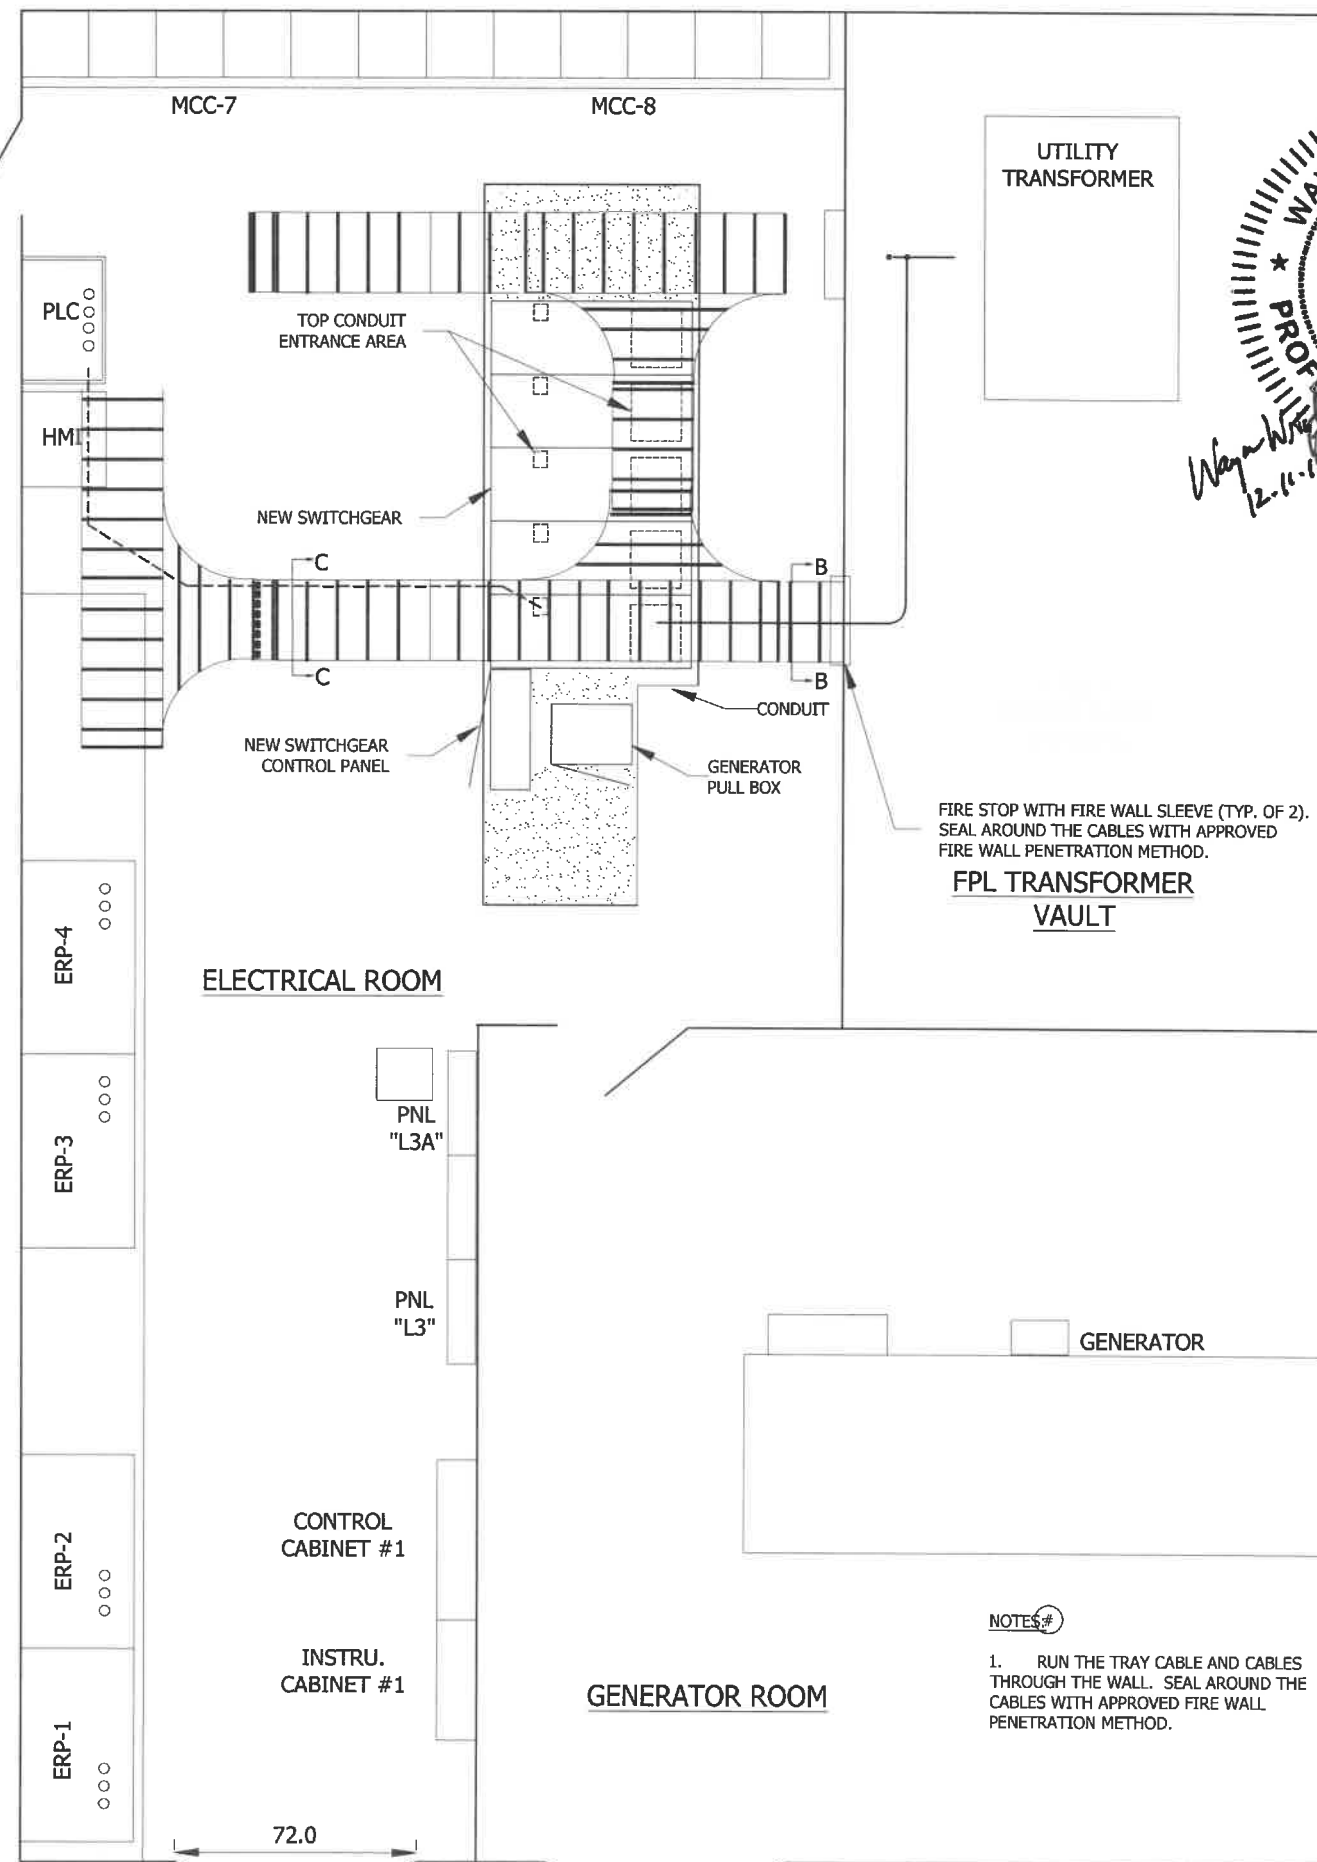 MCC-7
MCC-8
UTILITY
TRANSFORMER
★ PROF
PLC
TOP CONDUIT
ENTRANCE AREA
HMI
NEW SWITCHGEAR
C
B
C
B
CONDUIT
NEW SWITCHGEAR
CONTROL PANEL
GENERATOR
PULL BOX
FIRE STOP WITH FIRE WALL SLEEVE (TYP. OF 2).
SEAL AROUND THE CABLES WITH APPROVED
FIRE WALL PENETRATION METHOD.
FPL TRANSFORMER
VAULT
ERP-4
ELECTRICAL ROOM
PNL
"L3A"
ERP-3
PNL
"L3"
GENERATOR
CONTROL
CABINET #1
ERP-2
NOTES:#
1. RUN THE TRAY CABLE AND CABLES
THROUGH THE WALL. SEAL AROUND THE
CABLES WITH APPROVED FIRE WALL
PENETRATION METHOD.
INSTRU.
CABINET #1
GENERATOR ROOM
ERP-1
72.0